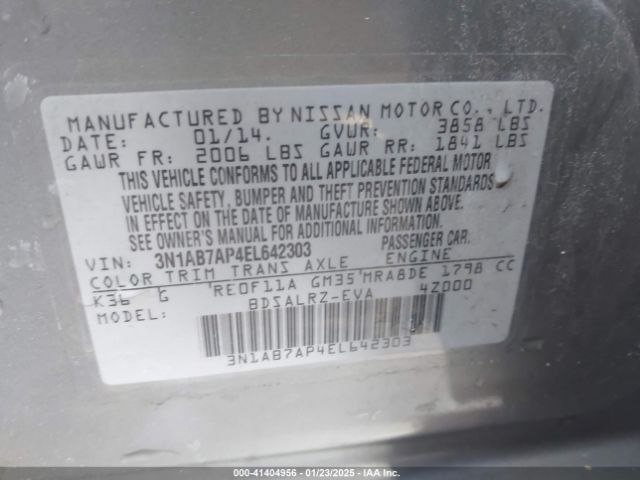 MANUFACTURED BY NISSAN MOTOR CO., LTD.
DATE: 01/14. GVWR: 3858 LBS
GAWR FR: 2006 LBS GAWR RR: 1841 LBS
THIS VEHICLE CONFORMS TO ALL APPLICABLE FEDERAL MOTOR
VEHICLE SAFETY, BUMPER AND THEFT PREVENTION STANDARDS
IN EFFECT ON THE DATE OF MANUFACTURE SHOWN ABOVE.
SEE OWNER'S MANUAL FOR ADDITIONAL INFORMATION.
VIN: 3N1AB7AP4EL642303 PASSENGER CAR.
COLOR TRIM TRANS AXLE ENGINE
K36 G RE0F11A GM35 MRA8DE 1798 CC
MODEL: BDSALRZ-EVA 4Z000
3N1AB7AP4EL642303
000-41404956 - 01/23/2025 - IAA Inc.